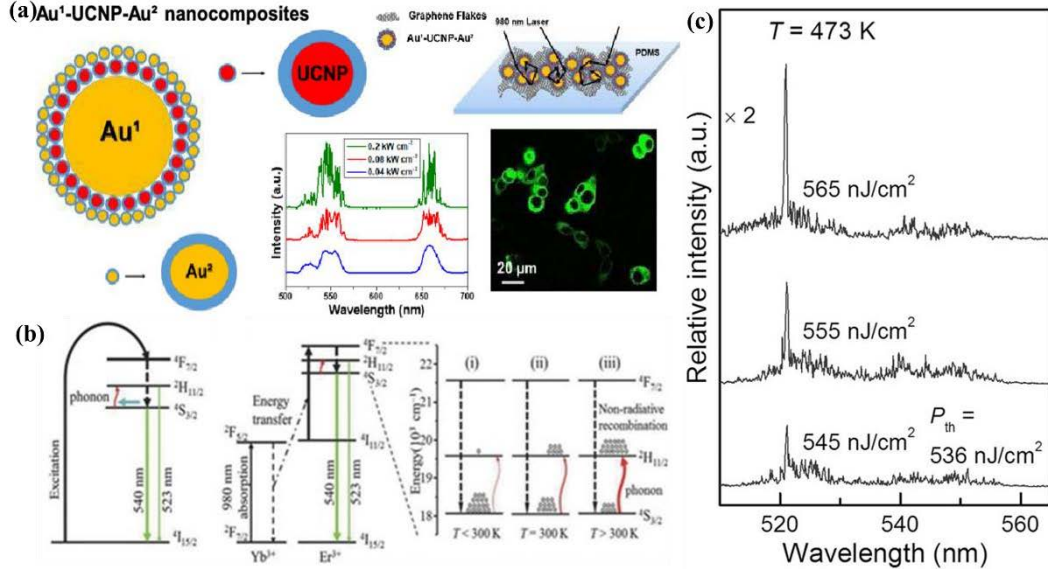 (a)
Au¹-UCNP-Au² nanocomposites
UCNP
Au¹
Au²
Graphene Flakes
Au¹-UCNP-Au²
980 nm Laser
PDMS
0.2 kW cm⁻²
0.08 kW cm⁻²
0.04 kW cm⁻²
Intensity (a.u.)
500 550 600 650 700
Wavelength (nm)
20 µm
(b)
Excitation
phonon
⁴F₇/₂
²H₁₁/₂
⁴S₃/₂
540 nm
523 nm
⁴I₁₅/₂
²F₅/₂
980 nm
absorption
²F₇/₂
Yb³⁺
Energy
transfer
⁴F₇/₂
²H₁₁/₂
⁴S₃/₂
⁴I₁₁/₂
540 nm
523 nm
⁴I₁₅/₂
Er³⁺
Energy(10³ cm⁻¹)
22
21
20
19
18
(i) (ii) (iii)
⁴F₇/₂
Non-radiative
recombination
²H₁₁/₂
phonon
⁴S₃/₂
T < 300 K T = 300 K T > 300 K
(c)
T = 473 K
× 2
565 nJ/cm²
555 nJ/cm²
545 nJ/cm²
Pth =
536 nJ/cm²
Relative intensity (a.u.)
520 540 560
Wavelength (nm)